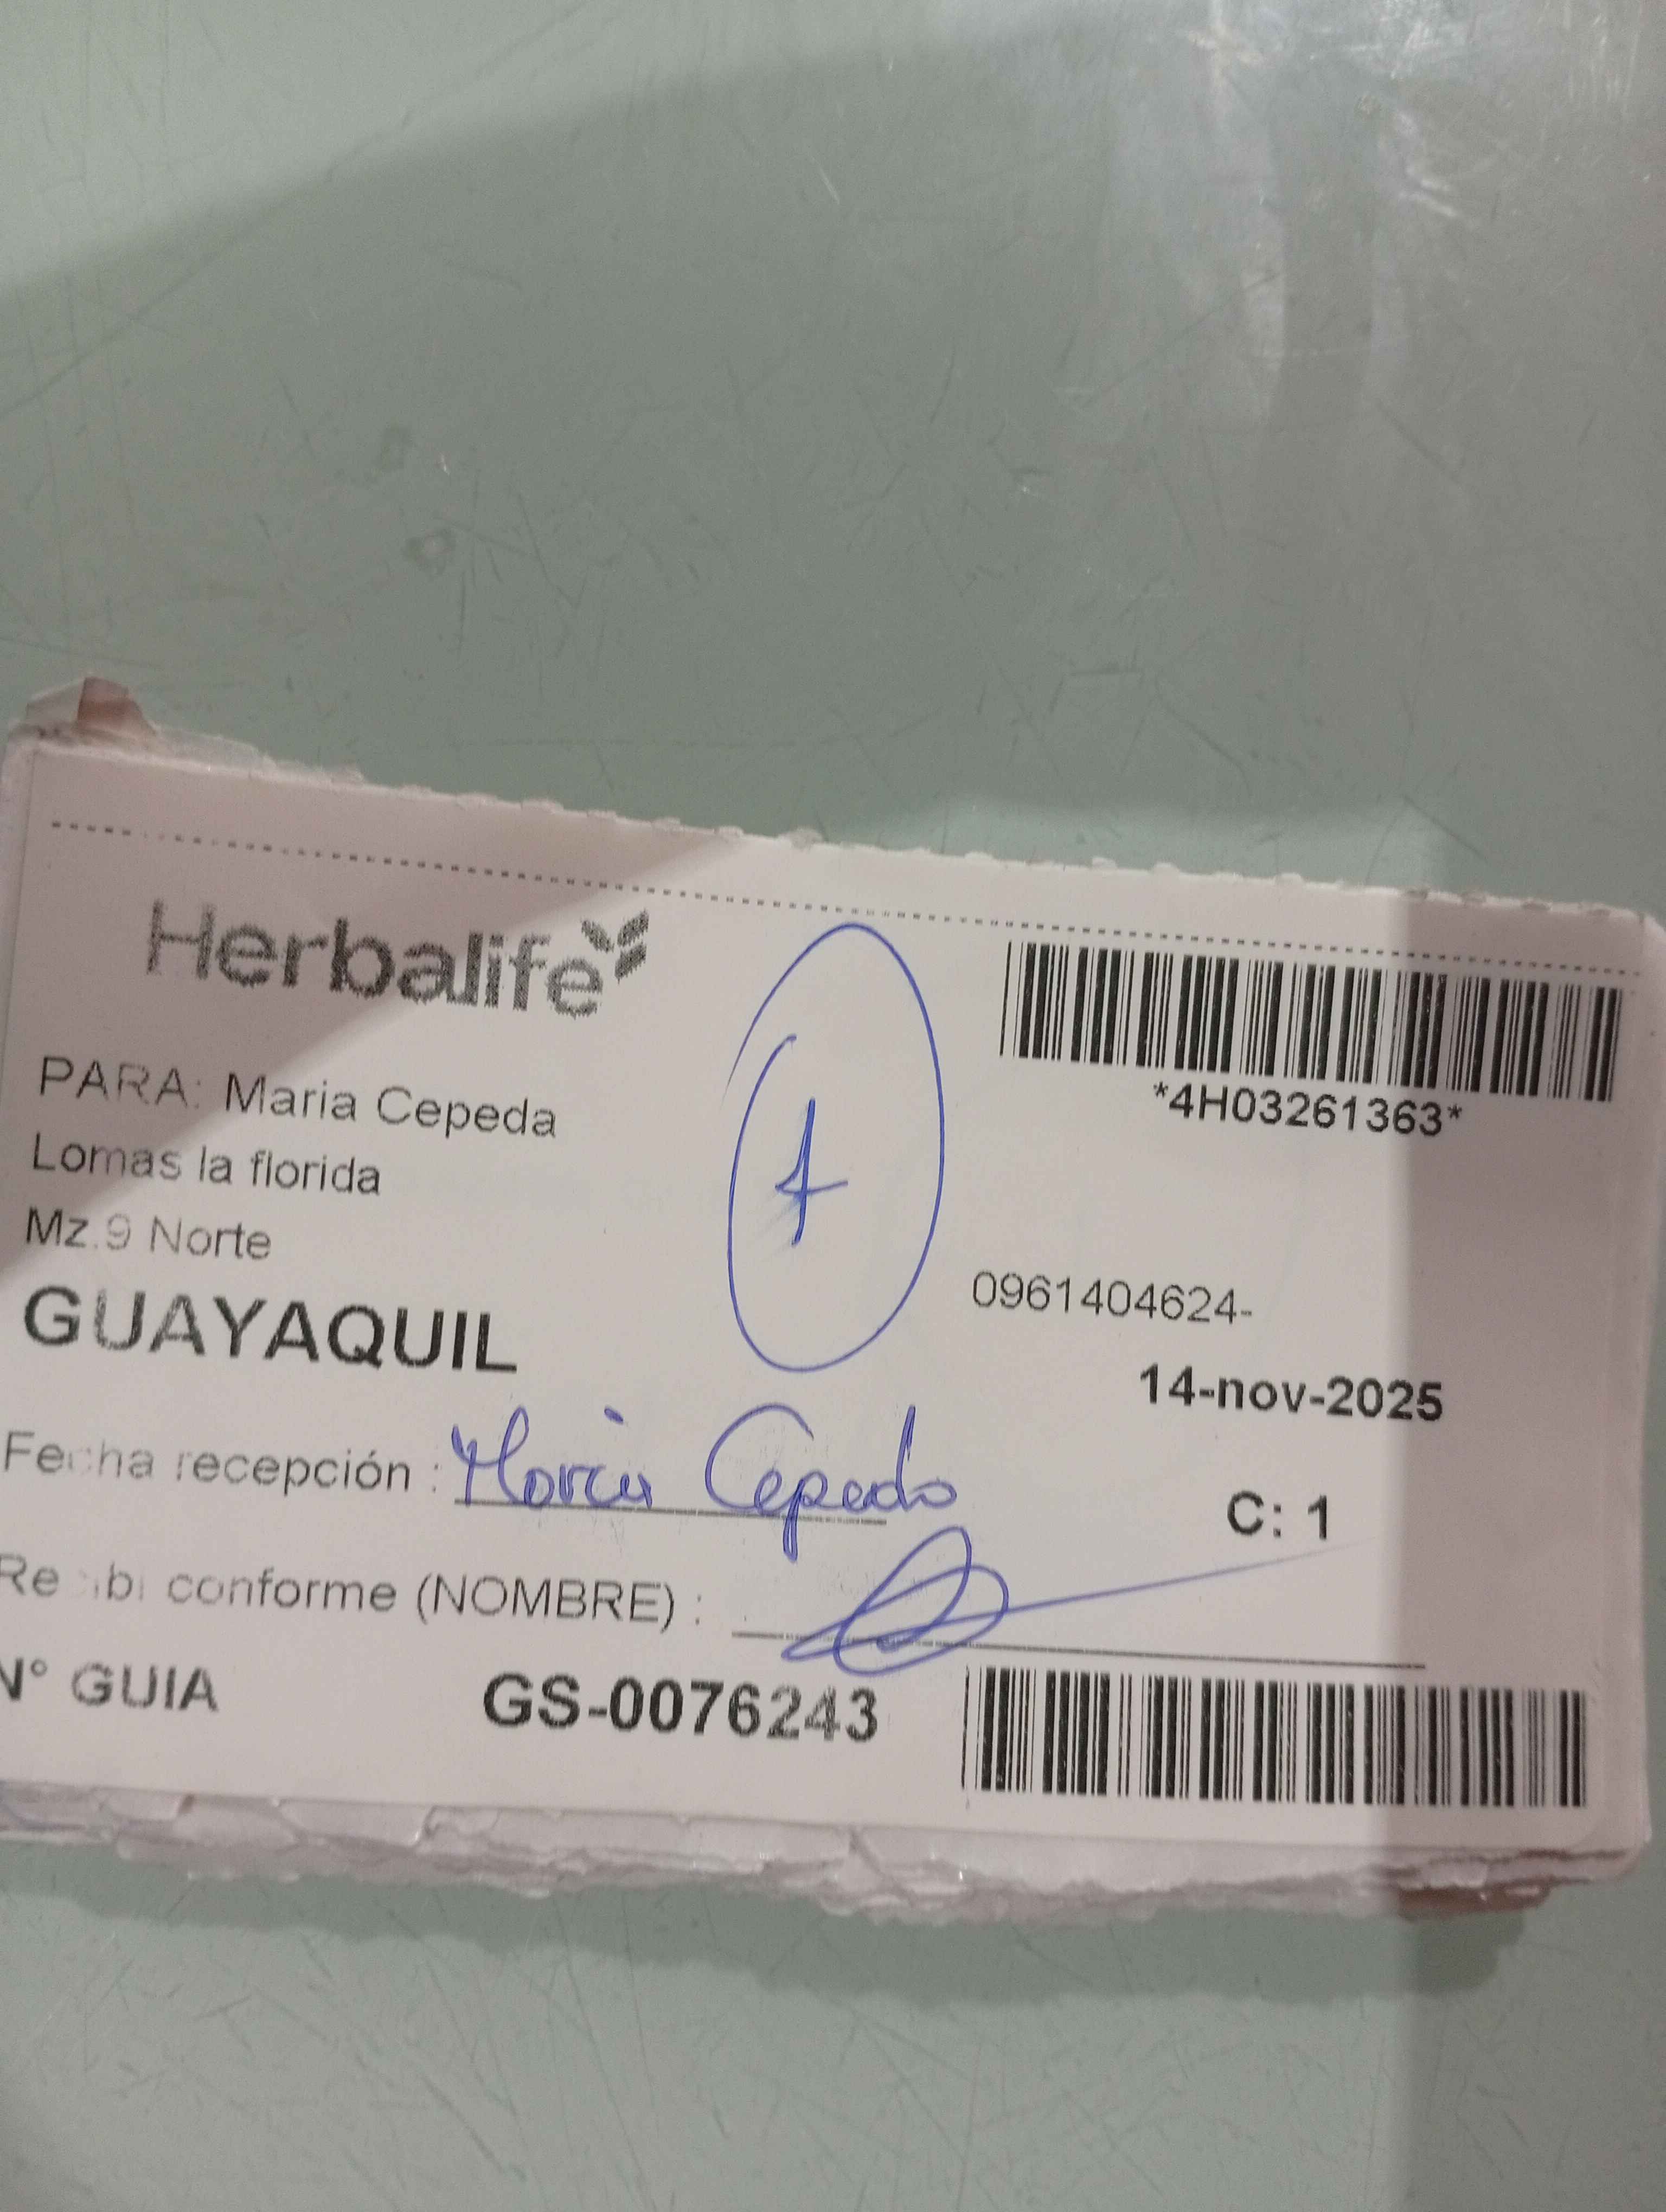 Herbalife
*4H03261363*
PARA: Maria Cepeda
Lomas la florida
Mz.9 Norte
0961404624-
GUAYAQUIL
14-nov-2025
Fecha recepción : Maria Cepeda
C: 1
Recibi conforme (NOMBRE) :
N° GUIA GS-0076243